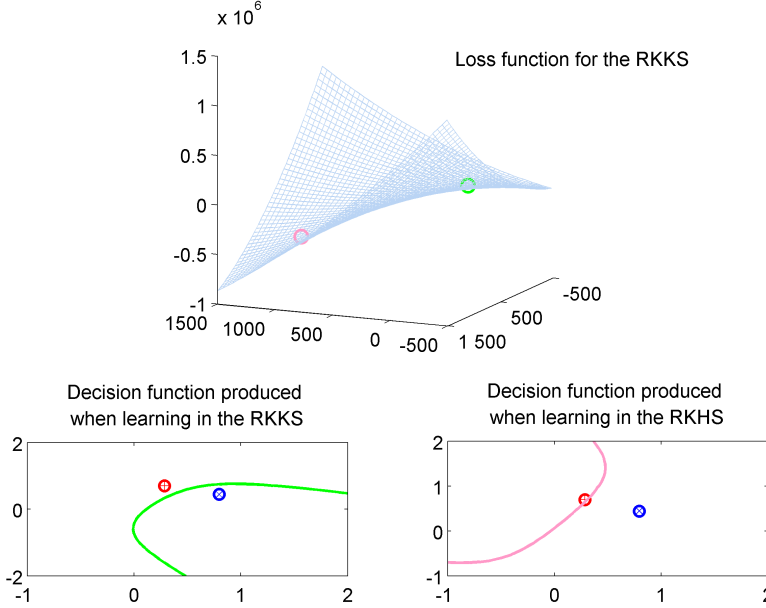 x 10^6
Loss function for the RKKS
1.5
1
0.5
0
-0.5
-1
1500 1000 500 0 -500
1 500 500 -500
Decision function produced
when learning in the RKKS
2
0
-2
-1 0 1 2
Decision function produced
when learning in the RKHS
2
1
0
-1
-1 0 1 2